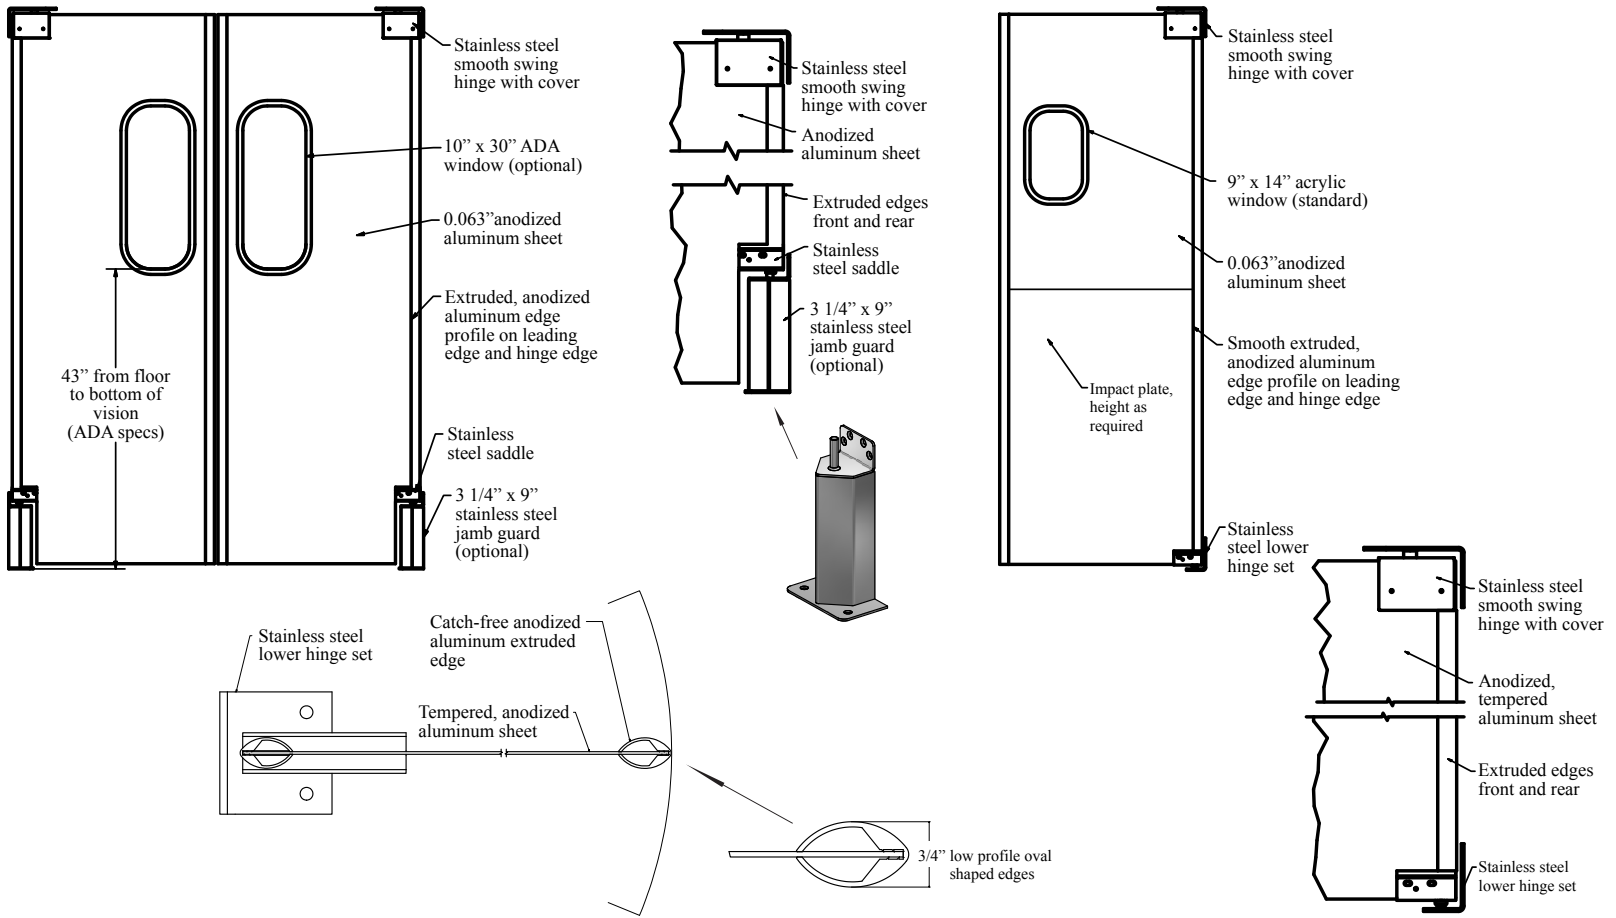 Stainless steel
smooth swing
hinge with cover
10” x 30” ADA
window (optional)
0.063”anodized
aluminum sheet
Extruded, anodized
aluminum edge
profile on leading
edge and hinge edge
43” from floor
to bottom of
vision
(ADA specs)
Stainless
steel saddle
3 1/4” x 9”
stainless steel
jamb guard
(optional)
Stainless steel
smooth swing
hinge with cover
Anodized
aluminum sheet
Extruded edges
front and rear
Stainless
steel saddle
3 1/4” x 9”
stainless steel
jamb guard
(optional)
Stainless steel
smooth swing
hinge with cover
9” x 14” acrylic
window (standard)
0.063”anodized
aluminum sheet
Smooth extruded,
anodized aluminum
edge profile on leading
edge and hinge edge
Impact plate,
height as
required
Stainless
steel lower
hinge set
Stainless steel
lower hinge set
Catch-free anodized
aluminum extruded
edge
Tempered, anodized
aluminum sheet
3/4” low profile oval
shaped edges
Stainless steel
smooth swing
hinge with cover
Anodized,
tempered
aluminum sheet
Extruded edges
front and rear
Stainless steel
lower hinge set